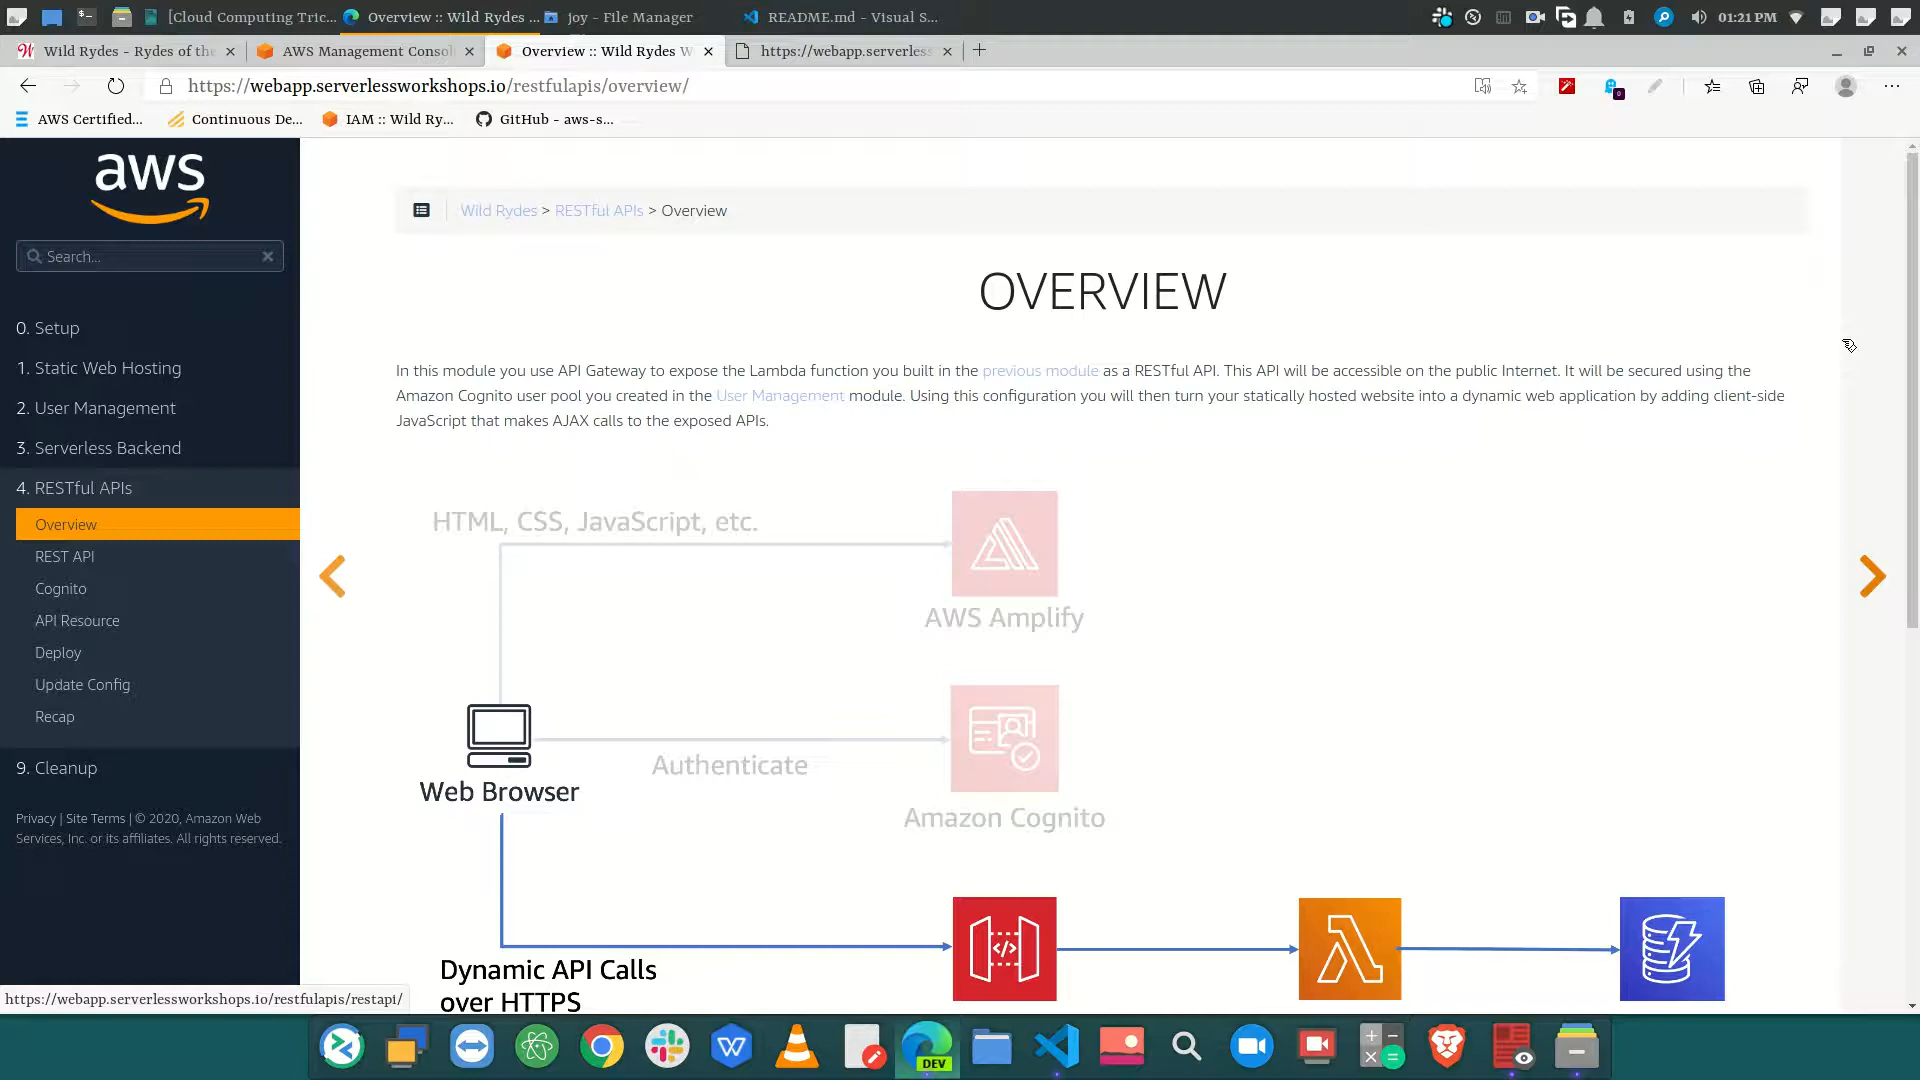 [Cloud Computing Tric...
Overview :: Wild Rydes ...
joy - File Manager
README.md - Visual S...
01:21 PM
Wild Rydes - Rydes of the
AWS Management Consol
Overview :: Wild Rydes W
https://webapp.serverless
https://webapp.serverlessworkshops.io/restfulapis/overview/
AWS Certified...
Continuous De...
IAM :: Wild Ry...
GitHub - aws-s...
aws
Search...
0. Setup
1. Static Web Hosting
2. User Management
3. Serverless Backend
4. RESTful APIs
Overview
REST API
Cognito
API Resource
Deploy
Update Config
Recap
9. Cleanup
Privacy | Site Terms | © 2020, Amazon Web
Services, Inc. or its affiliates. All rights reserved.
Wild Rydes > RESTful APIs > Overview
OVERVIEW
In this module you use API Gateway to expose the Lambda function you built in the previous module as a RESTful API. This API will be accessible on the public Internet. It will be secured using the
Amazon Cognito user pool you created in the User Management module. Using this configuration you will then turn your statically hosted website into a dynamic web application by adding client-side
JavaScript that makes AJAX calls to the exposed APIs.
HTML, CSS, JavaScript, etc.
AWS Amplify
Authenticate
Web Browser
Amazon Cognito
Dynamic API Calls
over HTTPS
https://webapp.serverlessworkshops.io/restfulapis/restapi/
DEV